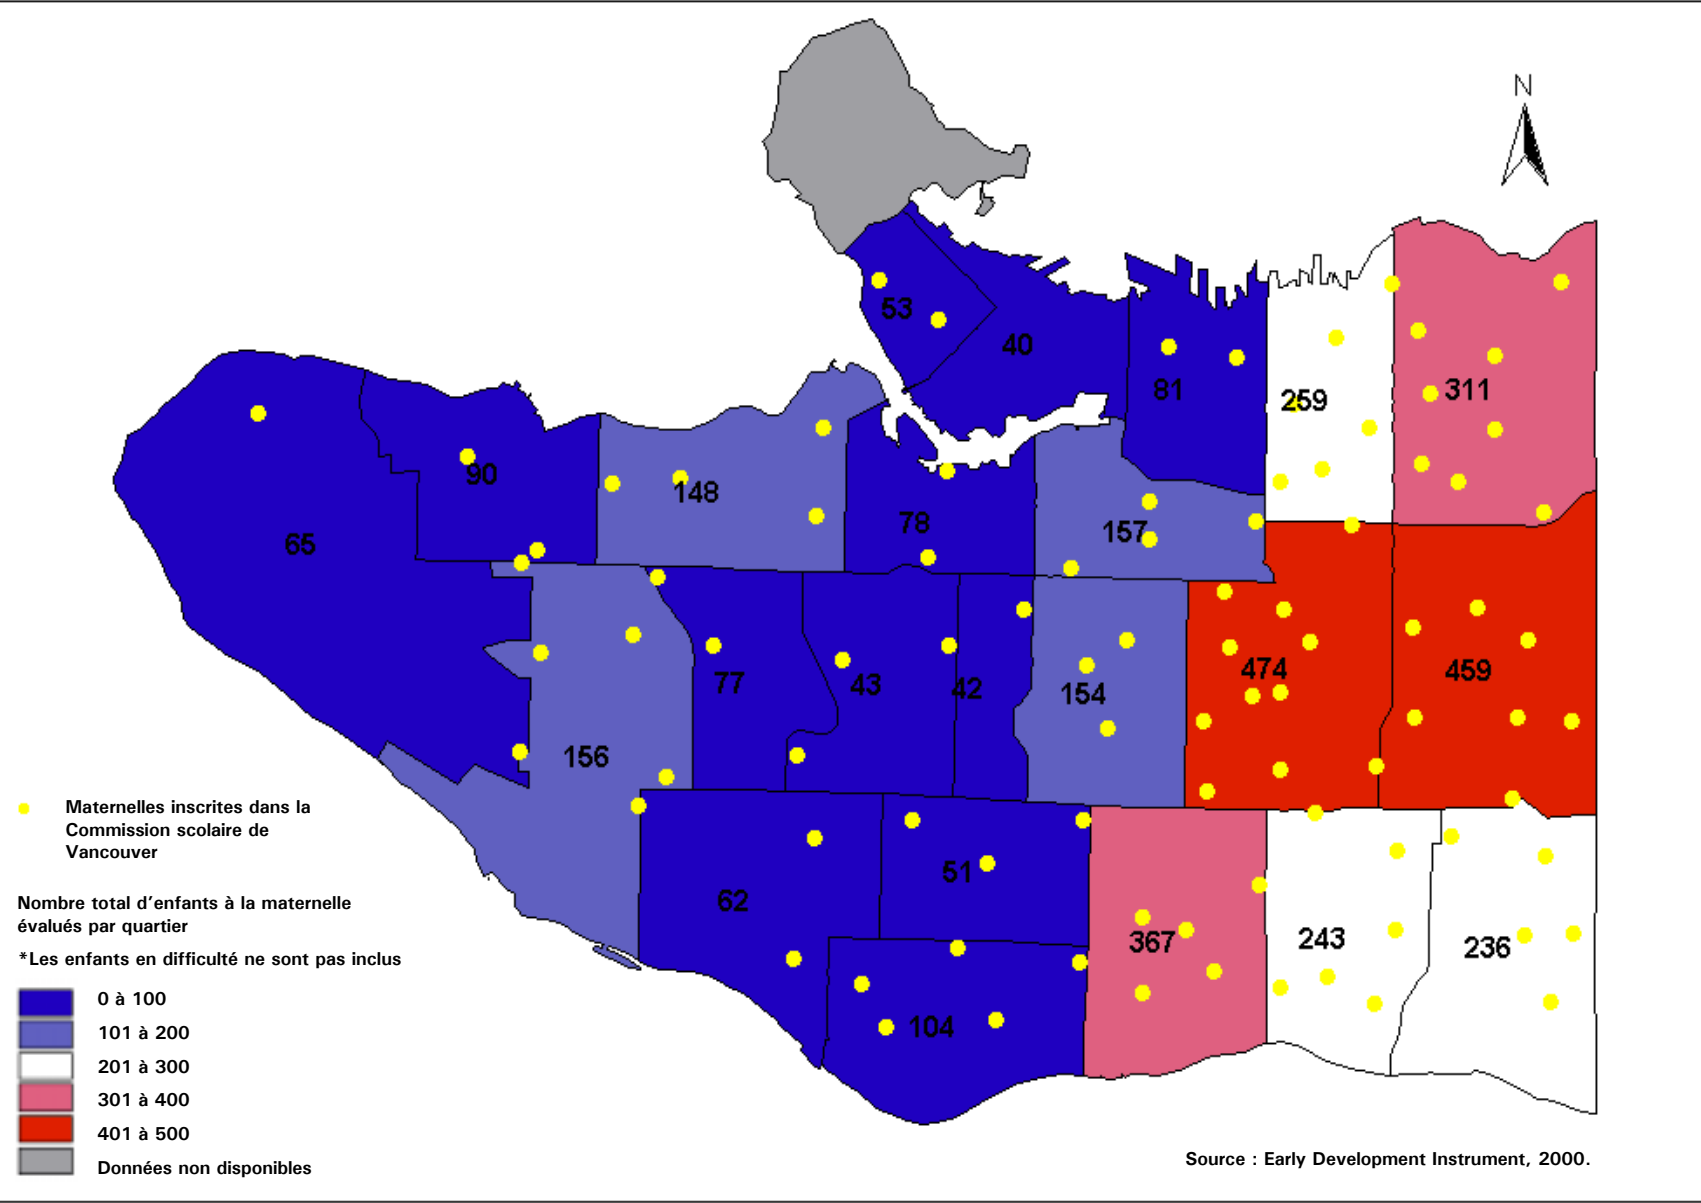 N
53
40
81
259
311
90
148
78
157
65
77
43
42
154
474
459
156
62
51
367
243
236
104
Maternelles inscrites dans la
Commission scolaire de
Vancouver
Nombre total d'enfants à la maternelle
évalués par quartier
*Les enfants en difficulté ne sont pas inclus
0 à 100
101 à 200
201 à 300
301 à 400
401 à 500
Données non disponibles
Source : Early Development Instrument, 2000.